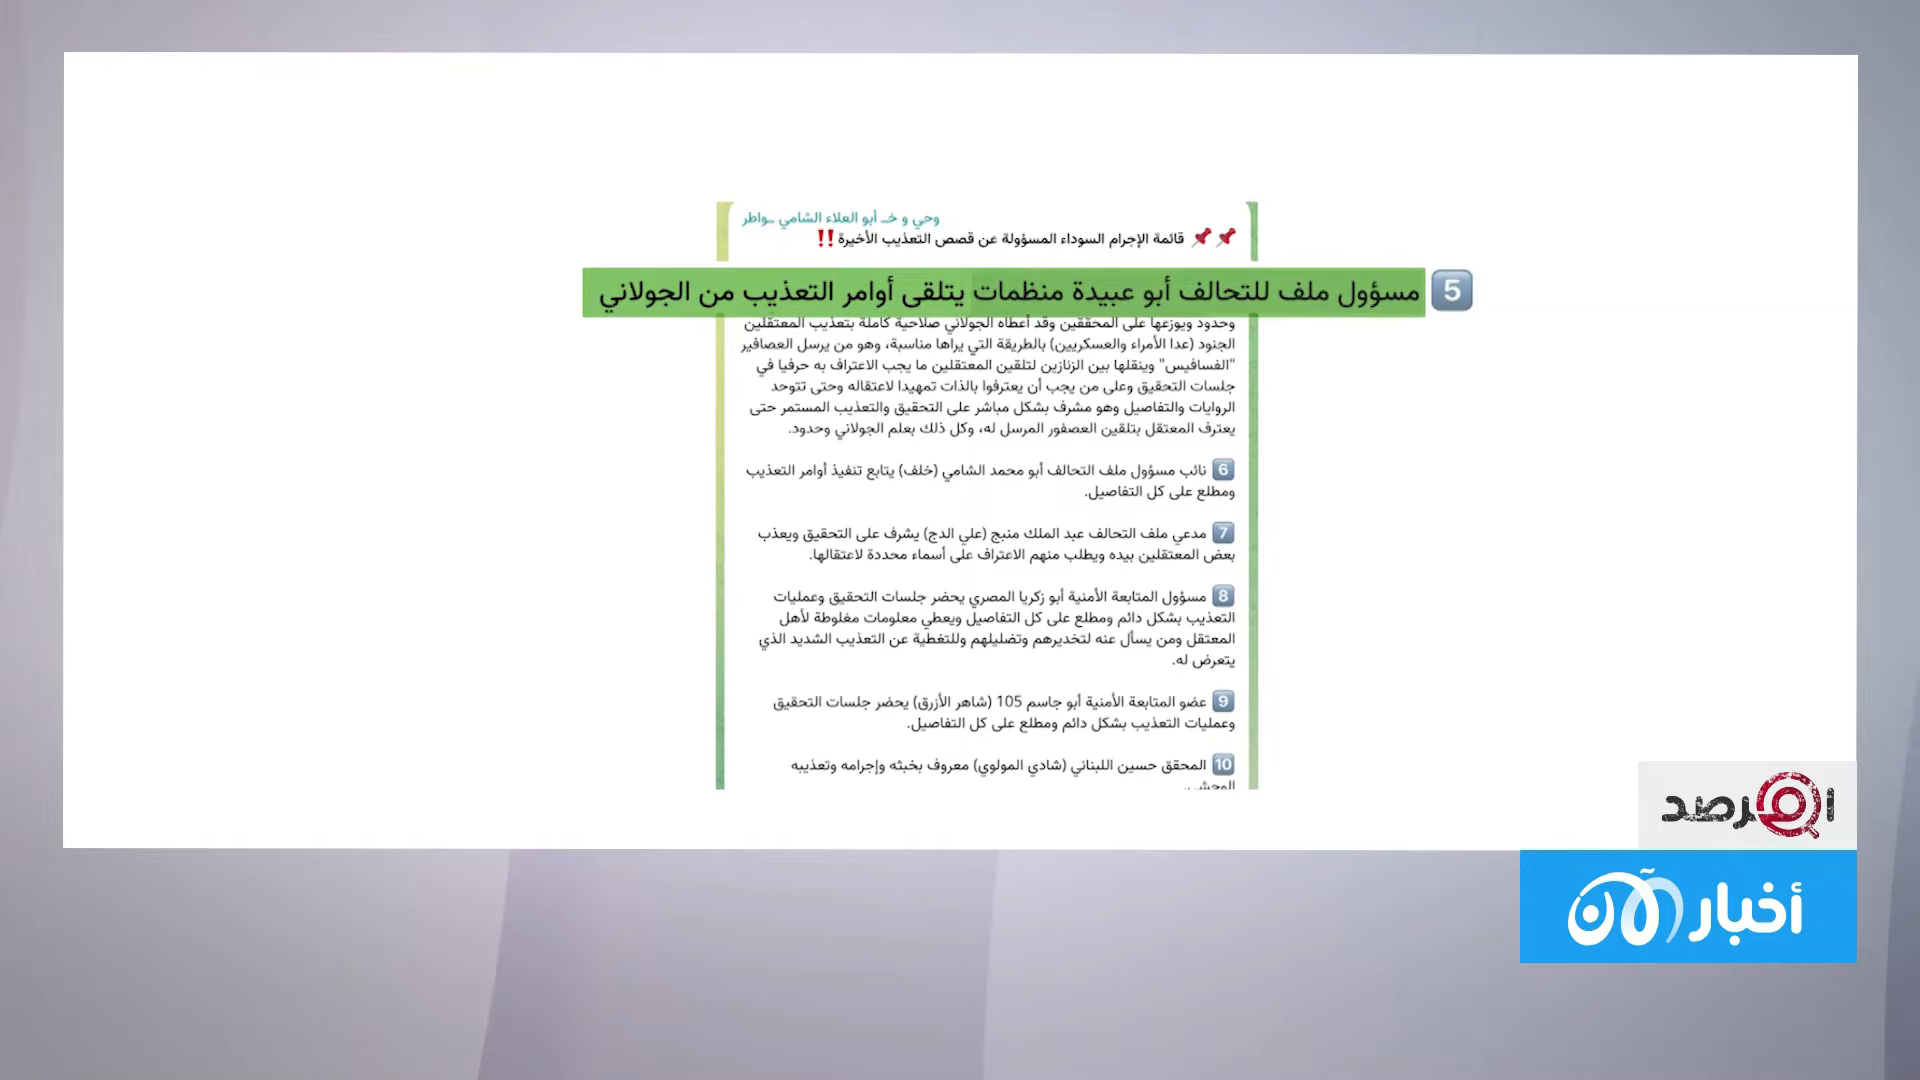 وحي و خـ أبو العلاء الشامي ـواطر
📌📌 قائمة الإجرام السوداء المسؤولة عن قصص التعذيب الأخيرة‼️
5️⃣ مسؤول ملف للتحالف أبو عبيدة منظمات يتلقى أوامر التعذيب من الجولاني
وحدود ويوزعها على المحققين وقد أعطاه الجولاني صلاحية كاملة بتعذيب المعتقلين
الجنود (عدا الأمراء والعسكريين) بالطريقة التي يراها مناسبة، وهو من يرسل العصافير
"الفسافيس" وينقلها بين الزنازين لتلقين المعتقلين ما يجب الاعتراف به حرفيا في
جلسات التحقيق وعلى من يجب أن يعترفوا بالذات تمهيدا لاعتقاله وحتى تتوحد
الروايات والتفاصيل وهو مشرف بشكل مباشر على التحقيق والتعذيب المستمر حتى
يعترف المعتقل بتلقين العصفور المرسل له، وكل ذلك بعلم الجولاني وحدود.
6️⃣ نائب مسؤول ملف التحالف أبو محمد الشامي (خلف) يتابع تنفيذ أوامر التعذيب
ومطلع على كل التفاصيل.
7️⃣ مدعي ملف التحالف عبد الملك منبج (علي الدج) يشرف على التحقيق ويعذب
بعض المعتقلين بيده ويطلب منهم الاعتراف على أسماء محددة لاعتقالها.
8️⃣ مسؤول المتابعة الأمنية أبو زكريا المصري يحضر جلسات التحقيق وعمليات
التعذيب بشكل دائم ومطلع على كل التفاصيل ويعطي معلومات مغلوطة لأهل
المعتقل ومن يسأل عنه لتخديرهم وتضليلهم وللتغطية عن التعذيب الشديد الذي
يتعرض له.
9️⃣ عضو المتابعة الأمنية أبو جاسم 105 (شاهر الأزرق) يحضر جلسات التحقيق
وعمليات التعذيب بشكل دائم ومطلع على كل التفاصيل.
🔟 المحقق حسين اللبناني (شادي المولوي) معروف بخبثه وإجرامه وتعذيبه
المرصد
أخبار الآن